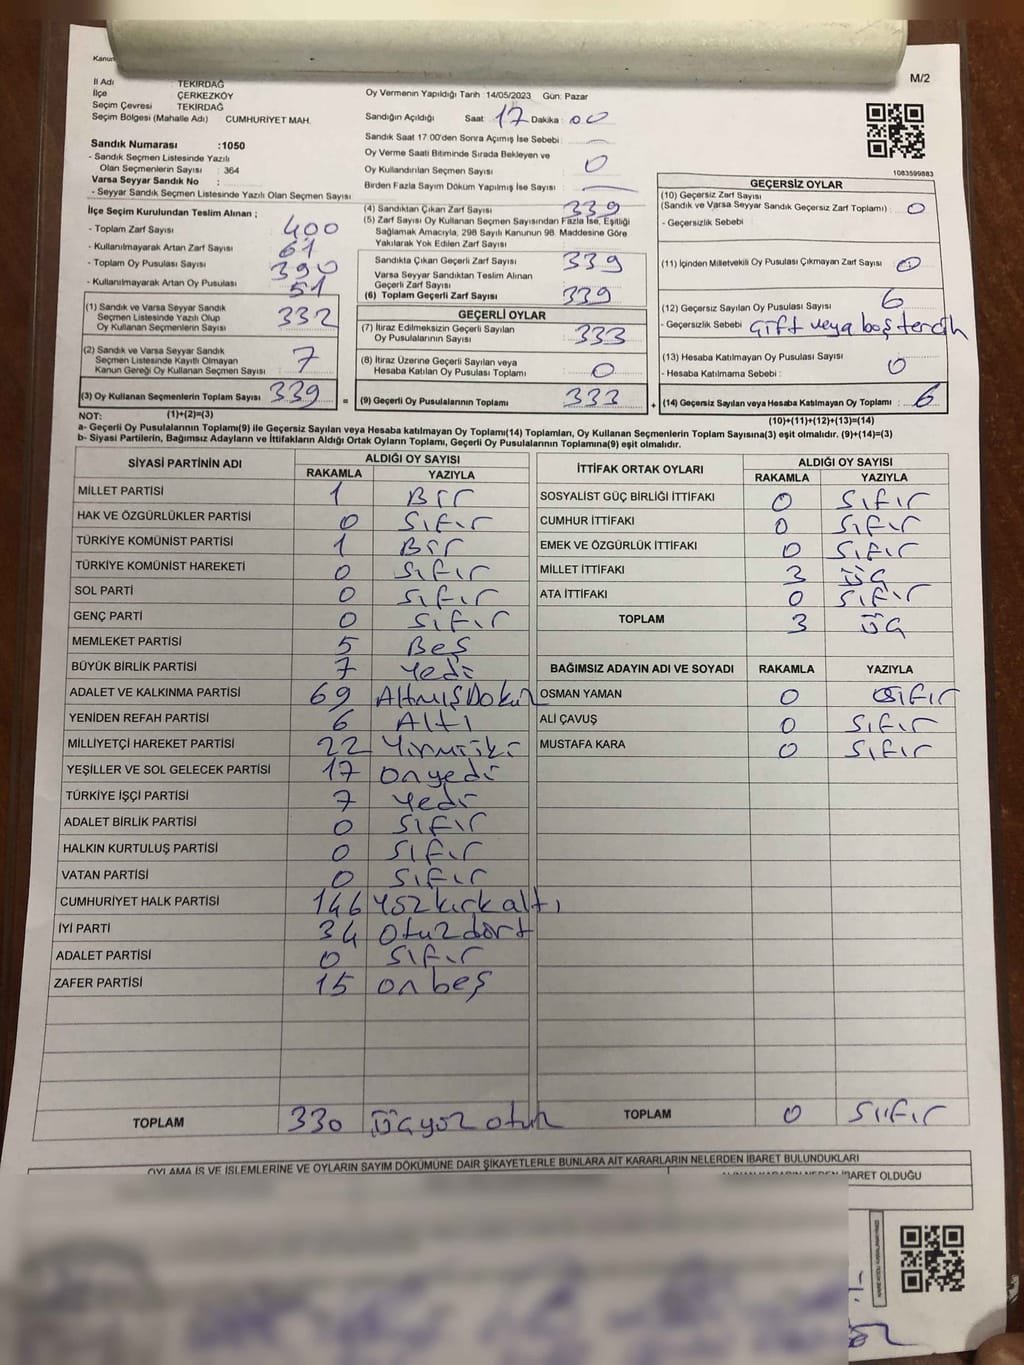 Kanun
M/2
İl Adı : TEKİRDAĞ
İlçe : ÇERKEZKÖY
Seçim Çevresi : TEKİRDAĞ
Seçim Bölgesi (Mahalle Adı) CUMHURİYET MAH.
Sandık Numarası :1050
- Sandık Seçmen Listesinde Yazılı
Olan Seçmenlerin Sayısı : 364
Varsa Seyyar Sandık No :
- Seyyar Sandık Seçmen Listesinde Yazılı Olan Seçmen Sayısı
Oy Vermenin Yapıldığı Tarih :14/05/2023 Gün: Pazar
Sandığın Açıldığı Saat: 17 Dakika : 00
Sandık Saat 17:00'den Sonra Açımış İse Sebebi :
Oy Verme Saati Bitiminde Sırada Bekleyen ve
Oy Kullandırılan Seçmen Sayısı : 0
Birden Fazla Sayım Döküm Yapılmış İse Sayısı :
1083599883
İlçe Seçim Kurulundan Teslim Alınan ;
- Toplam Zarf Sayısı : 400
- Kullanılmayarak Artan Zarf Sayısı : 61
- Toplam Oy Pusulası Sayısı : 390
- Kullanılmayarak Artan Oy Pusulası : 51
(1) Sandık ve Varsa Seyyar Sandık
Seçmen Listesinde Yazılı Olup
Oy Kullanan Seçmenlerin Sayısı : 332
(2) Sandık ve Varsa Seyyar Sandık
Seçmen Listesinde Kayıtlı Olmayan
Kanun Gereği Oy Kullanan Seçmen Sayısı : 7
(3) Oy Kullanan Seçmenlerin Toplam Sayısı : 339
(4) Sandıktan Çıkan Zarf Sayısı : 339
(5) Zarf Sayısı Oy Kullanan Seçmen Sayısından Fazla İse, Eşitliği
Sağlamak Amacıyla, 298 Sayılı Kanunun 98. Maddesine Göre
Yakılarak Yok Edilen Zarf Sayısı :
Sandıkta Çıkan Geçerli Zarf Sayısı : 339
Varsa Seyyar Sandıktan Teslim Alınan
Geçerli Zarf Sayısı :
(6) Toplam Geçerli Zarf Sayısı : 339
GEÇERLİ OYLAR
(7) İtiraz Edilmeksizin Geçerli Sayılan
Oy Pusulalarının Sayısı : 333
(8) İtiraz Üzerine Geçerli Sayılan veya
Hesaba Katılan Oy Pusulası Toplamı : 0
= (9) Geçerli Oy Pusulalarının Toplamı : 333
GEÇERSİZ OYLAR
(10) Geçersiz Zarf Sayısı
(Sandık ve Varsa Seyyar Sandık Geçersiz Zarf Toplamı) : 0
- Geçersizlik Sebebi :
(11) İçinden Milletvekili Oy Pusulası Çıkmayan Zarf Sayısı : 0
(12) Geçersiz Sayılan Oy Pusulası Sayısı : 6
- Geçersizlik Sebebi : Çift veya boş tercih
(13) Hesaba Katılmayan Oy Pusulası Sayısı : 0
- Hesaba Katılmama Sebebi :
+ (14) Geçersiz Sayılan veya Hesaba Katılmayan Oy Toplamı : 6
NOT: (1)+(2)=(3)
(10)+(11)+(12)+(13)=(14)
a- Geçerli Oy Pusulalarının Toplamı(9) ile Geçersiz Sayılan veya Hesaba katılmayan Oy Toplamı(14) Toplamları, Oy Kullanan Seçmenlerin Toplam Sayısına(3) eşit olmalıdır. (9)+(14)=(3)
b- Siyasi Partilerin, Bağımsız Adayların ve İttifakların Aldığı Ortak Oyların Toplamı, Geçerli Oy Pusulalarının Toplamına(9) eşit olmalıdır.
SİYASİ PARTİNİN ADI ALDIĞI OY SAYISI
RAKAMLA YAZIYLA
MİLLET PARTİSİ 1 Bir
HAK VE ÖZGÜRLÜKLER PARTİSİ 0 Sıfır
TÜRKİYE KOMÜNİST PARTİSİ 1 Bir
TÜRKİYE KOMÜNİST HAREKETİ 0 Sıfır
SOL PARTİ 0 Sıfır
GENÇ PARTİ 0 Sıfır
MEMLEKET PARTİSİ 5 Beş
BÜYÜK BİRLİK PARTİSİ 7 Yedi
ADALET VE KALKINMA PARTİSİ 69 Altmış Dokuz
YENİDEN REFAH PARTİSİ 6 Altı
MİLLİYETÇİ HAREKET PARTİSİ 22 Yirmiiki
YEŞİLLER VE SOL GELECEK PARTİSİ 17 Onyedi
TÜRKİYE İŞÇİ PARTİSİ 7 Yedi
ADALET BİRLİK PARTİSİ 0 Sıfır
HALKIN KURTULUŞ PARTİSİ 0 Sıfır
VATAN PARTİSİ 0 Sıfır
CUMHURİYET HALK PARTİSİ 146 Yüzkırkaltı
İYİ PARTİ 34 Otuzdört
ADALET PARTİSİ 0 Sıfır
ZAFER PARTİSİ 15 Onbeş
TOPLAM 330 Üçyüz otuz
İTTİFAK ORTAK OYLARI ALDIĞI OY SAYISI
RAKAMLA YAZIYLA
SOSYALİST GÜÇ BİRLİĞİ İTTİFAKI 0 Sıfır
CUMHUR İTTİFAKI 0 Sıfır
EMEK VE ÖZGÜRLÜK İTTİFAKI 0 Sıfır
MİLLET İTTİFAKI 3 Üç
ATA İTTİFAKI 0 Sıfır
TOPLAM 3 Üç
BAĞIMSIZ ADAYIN ADI VE SOYADI RAKAMLA YAZIYLA
OSMAN YAMAN 0 Sıfır
ALİ ÇAVUŞ 0 Sıfır
MUSTAFA KARA 0 Sıfır
TOPLAM 0 Sıfır
OYLAMA İŞ VE İŞLEMLERİNE VE OYLARIN SAYIM DÖKÜMÜNE DAİR ŞİKAYETLERLE BUNLARA AİT KARARLARIN NELERDEN İBARET BULUNDUKLARI
İBARET OLDUĞU